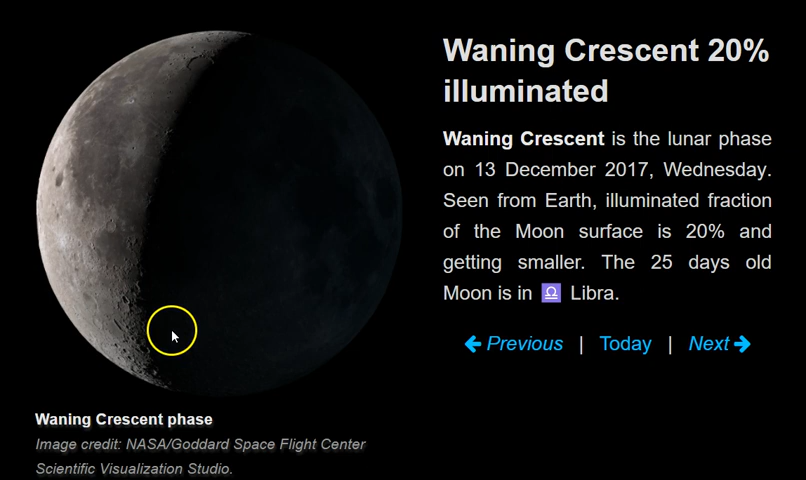 Waning Crescent 20%
illuminated
Waning Crescent is the lunar phase
on 13 December 2017, Wednesday.
Seen from Earth, illuminated fraction
of the Moon surface is 20% and
getting smaller. The 25 days old
Moon is in ♎ Libra.
Previous | Today | Next
Waning Crescent phase
Image credit: NASA/Goddard Space Flight Center
Scientific Visualization Studio.